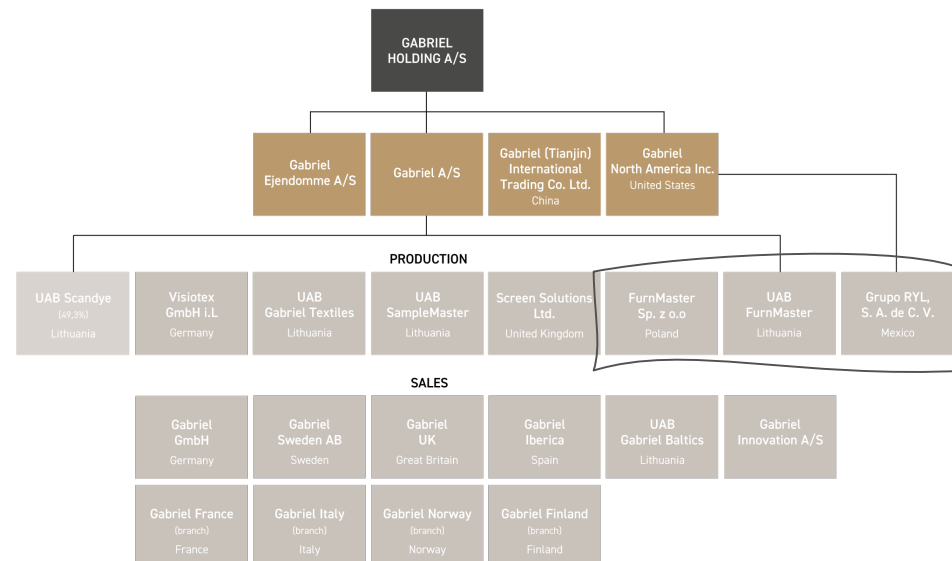 GABRIEL
HOLDING A/S
Gabriel
Ejendomme A/S
Gabriel A/S
Gabriel (Tianjin)
International
Trading Co. Ltd.
China
Gabriel
North America Inc.
United States
PRODUCTION
UAB Scandye
(49,3%)
Lithuania
Visiotex
GmbH i.L
Germany
UAB
Gabriel Textiles
Lithuania
UAB
SampleMaster
Lithuania
Screen Solutions
Ltd.
United Kingdom
FurnMaster
Sp. z o.o
Poland
UAB
FurnMaster
Lithuania
Grupo RYL,
S. A. de C. V.
Mexico
SALES
Gabriel
GmbH
Germany
Gabriel
Sweden AB
Sweden
Gabriel
UK
Great Britain
Gabriel
Iberica
Spain
UAB
Gabriel Baltics
Lithuania
Gabriel
Innovation A/S
Gabriel France
(branch)
France
Gabriel Italy
(branch)
Italy
Gabriel Norway
(branch)
Norway
Gabriel Finland
(branch)
Finland